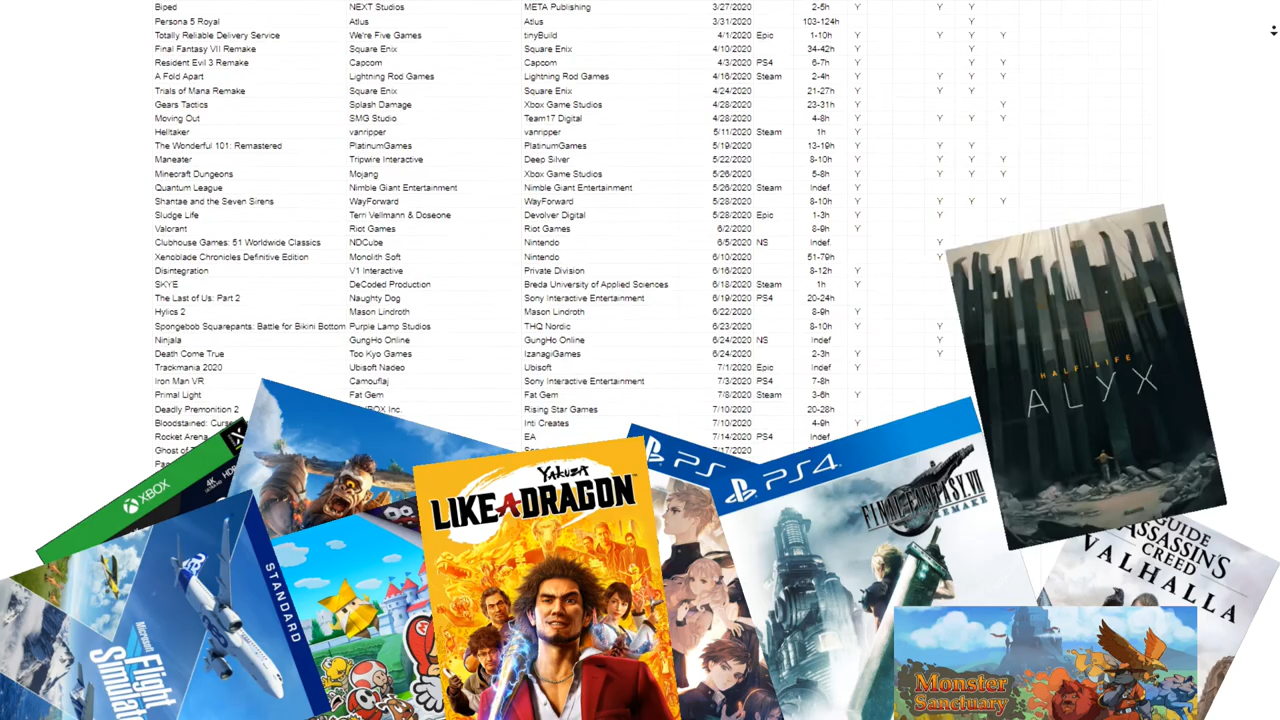 Biped NEXT Studios META Publishing 3/27/2020 2-5h Y Y Y
Persona 5 Royal Atlus Atlus 3/31/2020 103-124h Y
Totally Reliable Delivery Service We're Five Games tinyBuild 4/1/2020 Epic 1-10h Y Y Y Y
Final Fantasy VII Remake Square Enix Square Enix 4/10/2020 34-42h Y Y
Resident Evil 3 Remake Capcom Capcom 4/3/2020 PS4 6-7h Y Y Y
A Fold Apart Lightning Rod Games Lightning Rod Games 4/16/2020 Steam 2-4h Y Y Y Y
Trials of Mana Remake Square Enix Square Enix 4/24/2020 21-27h Y Y Y
Gears Tactics Splash Damage Xbox Game Studios 4/28/2020 23-31h Y Y
Moving Out SMG Studio Team17 Digital 4/28/2020 4-8h Y Y Y Y
Helltaker vanripper vanripper 5/11/2020 Steam 1h Y
The Wonderful 101: Remastered PlatinumGames PlatinumGames 5/19/2020 13-19h Y Y Y
Maneater Tripwire Interactive Deep Silver 5/22/2020 8-10h Y Y Y Y
Minecraft Dungeons Mojang Xbox Game Studios 5/26/2020 5-8h Y Y Y Y
Quantum League Nimble Giant Entertainment Nimble Giant Entertainment 5/26/2020 Steam Indef. Y
Shantae and the Seven Sirens WayForward WayForward 5/28/2020 8-10h Y Y Y Y
Sludge Life Terri Vellmann & Doseone Devolver Digital 5/28/2020 Epic 1-3h Y Y
Valorant Riot Games Riot Games 6/2/2020 8-9h Y
Clubhouse Games: 51 Worldwide Classics NDCube Nintendo 6/5/2020 NS Indef. Y
Xenoblade Chronicles Definitive Edition Monolith Soft Nintendo 6/10/2020 51-79h Y
Disintegration V1 Interactive Private Division 6/16/2020 8-12h Y
SKYE DeCoded Production Breda University of Applied Sciences 6/18/2020 Steam 1h Y
The Last of Us: Part 2 Naughty Dog Sony Interactive Entertainment 6/19/2020 PS4 20-24h
Hylics 2 Mason Lindroth Mason Lindroth 6/22/2020 8-9h Y
Spongebob Squarepants: Battle for Bikini Bottom Purple Lamp Studios THQ Nordic 6/23/2020 8-10h Y Y
Ninjala GungHo Online GungHo Online 6/24/2020 NS Indef Y
Death Come True Too Kyo Games IzanagiGames 6/24/2020 2-3h Y Y
Trackmania 2020 Ubisoft Nadeo Ubisoft 7/1/2020 Epic Indef Y
Iron Man VR Camouflaj Sony Interactive Entertainment 7/3/2020 PS4 7-8h
Primal Light Fat Gem Fat Gem 7/8/2020 Steam 3-6h Y
Deadly Premonition 2 Inc. Rising Star Games 7/10/2020 20-28h
Bloodstained: Curse Inti Creates 7/10/2020 4-9h Y
Rocket Arena EA 7/14/2020 PS4 Indef
Ghost of 7/17/2020
HALF-LIFE
ALYX
XBOX
4K
HDR
STANDARD
Microsoft
Flight
Simulator
YAKUZA
LIKE A DRAGON
PS
PS4
FINAL FANTASY VII
REMAKE
GUIDE
ASSASSIN'S
CREED
VALHALLA
Monster
Sanctuary